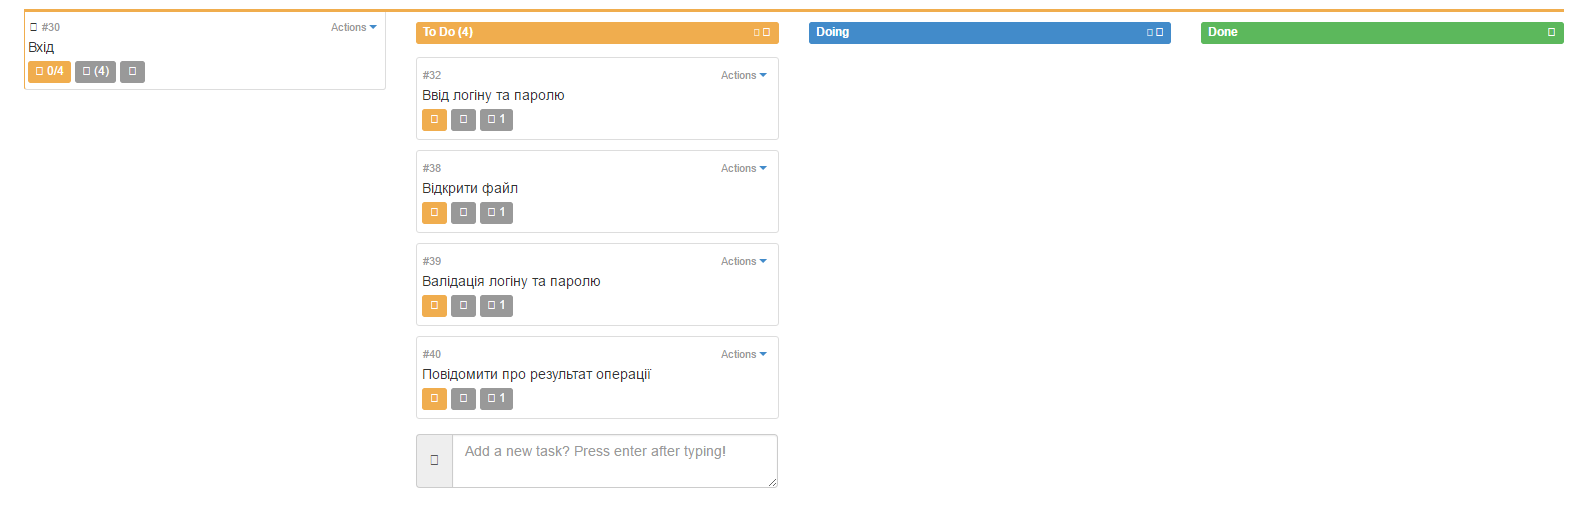 #30 Actions
Вхід
0/4 (4)
To Do (4)
#32 Actions
Ввід логіну та паролю
1
#38 Actions
Відкрити файл
1
#39 Actions
Валідація логіну та паролю
1
#40 Actions
Повідомити про результат операції
1
Add a new task? Press enter after typing!
Doing
Done